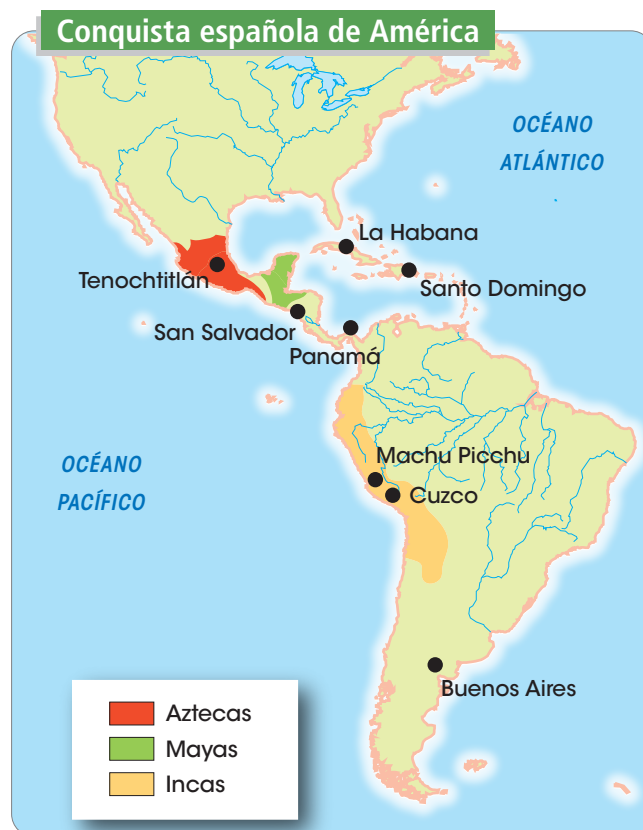 Conquista española de América
OCÉANO
ATLÁNTICO
La Habana
Tenochtitlán
Santo Domingo
San Salvador
Panamá
OCÉANO
PACÍFICO
Machu Picchu
Cuzco
Buenos Aires
Aztecas
Mayas
Incas